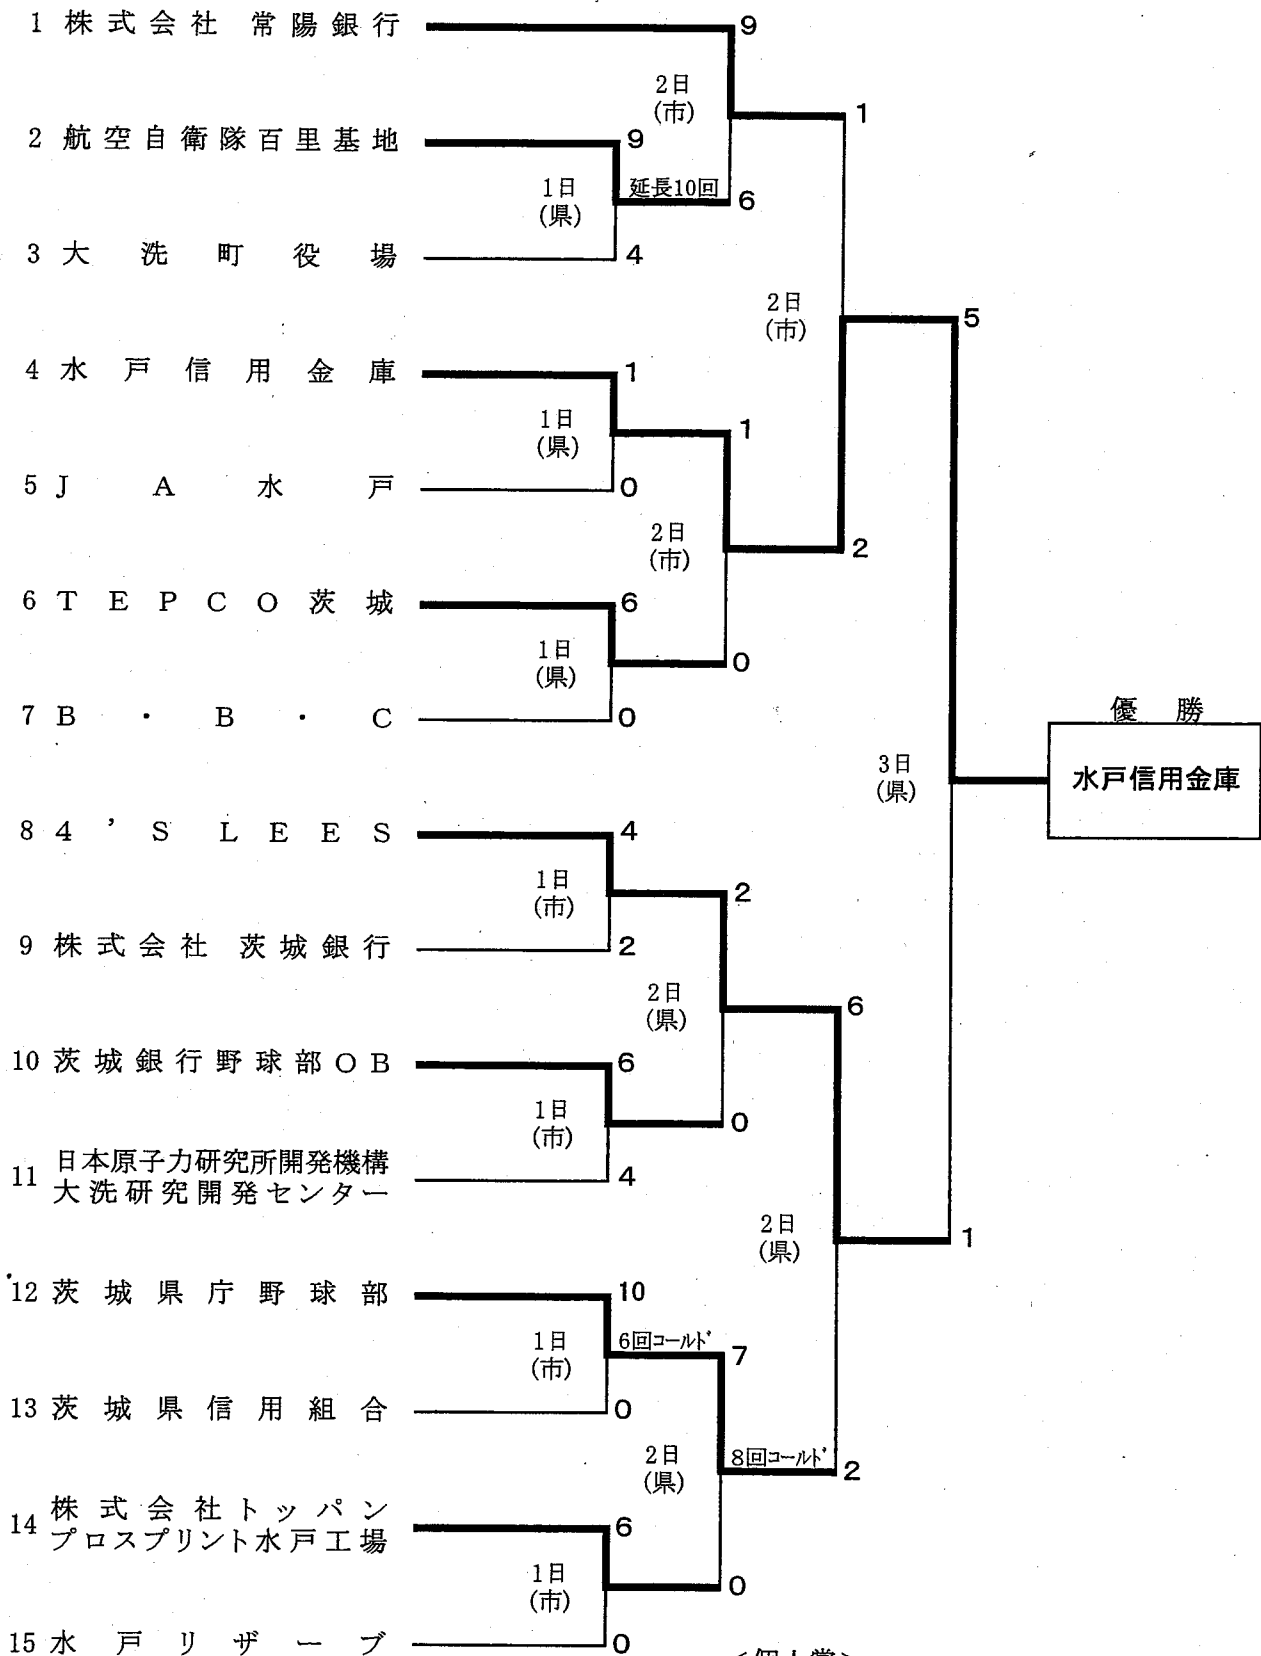 1 株式会社 常陽銀行
9
2日
(市)
1
2 航空自衛隊百里基地
9
1日
(県)
延長10回
6
3 大洗町役場
4
2日
(市)
5
4 水戸信用金庫
1
1日
(県)
1
5 JA水戸
0
2日
(市)
2
6 TEPCO茨城
6
1日
(県)
0
7 B・B・C
0
優勝
3日
(県)
水戸信用金庫
8 4'S LEES
4
1日
(市)
2
9 株式会社 茨城銀行
2
2日
(県)
6
10 茨城銀行野球部OB
6
1日
(市)
0
11 日本原子力研究所開発機構
大洗研究開発センター
4
2日
(県)
1
12 茨城県庁野球部
10
1日
(市)
6回コールド
7
13 茨城県信用組合
0
2日
(県)
8回コールド
2
14 株式会社トッパン
プロスプリント水戸工場
6
1日
(市)
0
15 水戸リザーブ
0